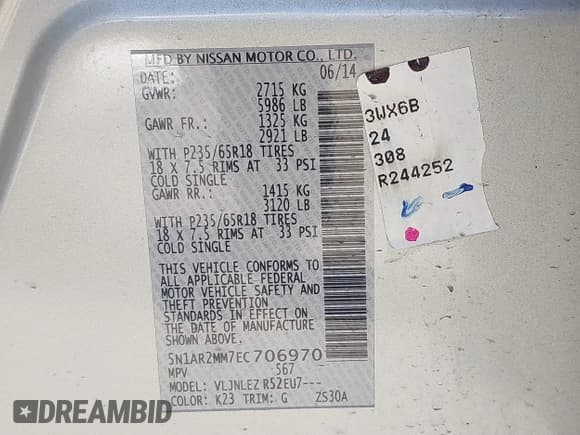 MFD BY NISSAN MOTOR CO., LTD.
DATE: 06/14
GVWR: 2715 KG
5986 LB
GAWR FR.: 1325 KG
2921 LB
WITH P235/65R18 TIRES
18 X 7.5 RIMS AT 33 PSI
COLD SINGLE
GAWR RR.: 1415 KG
3120 LB
WITH P235/65R18 TIRES
18 X 7.5 RIMS AT 33 PSI
COLD SINGLE
THIS VEHICLE CONFORMS TO
ALL APPLICABLE FEDERAL
MOTOR VEHICLE SAFETY AND
THEFT PREVENTION
STANDARDS IN EFFECT ON
THE DATE OF MANUFACTURE
SHOWN ABOVE.
5N1AR2MM7EC706970
MPV 567
MODEL: VLJNLEZ R52EU7---
COLOR: K23 TRIM: G ZS30A
3WX6B
24
308
R244252
DREAMBID